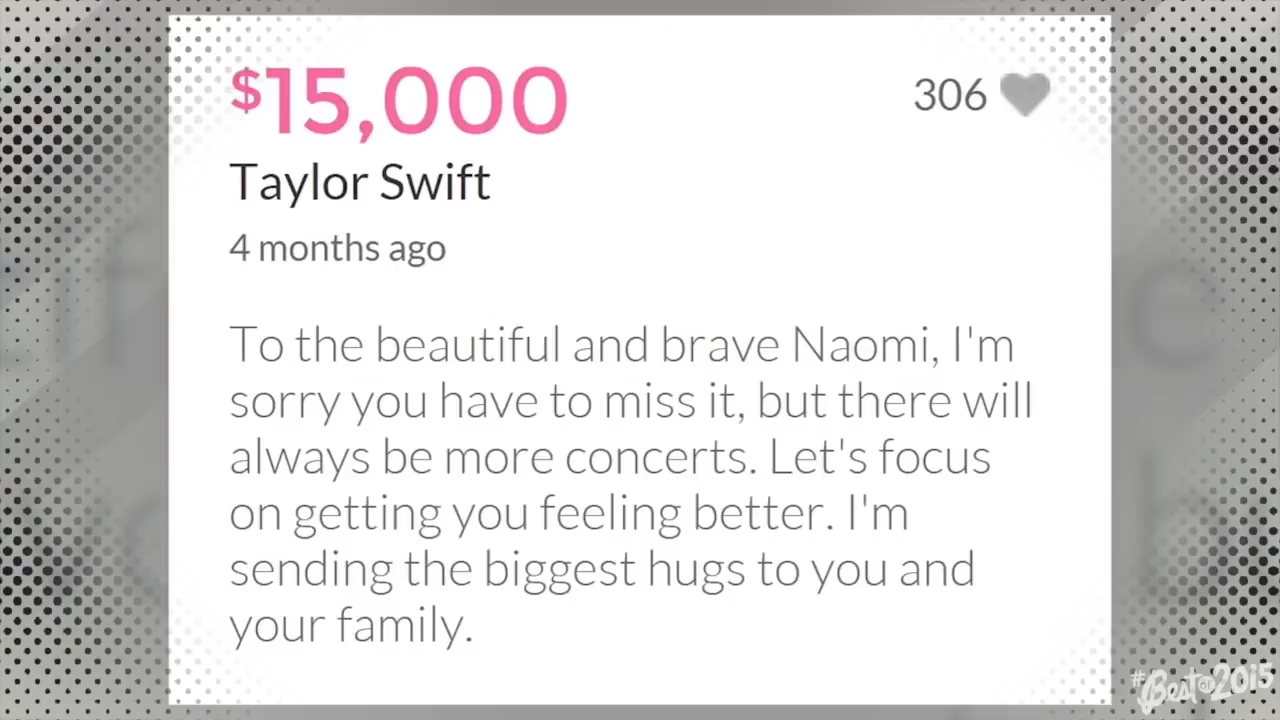 $15,000
306
Taylor Swift
4 months ago
To the beautiful and brave Naomi, I'm
sorry you have to miss it, but there will
always be more concerts. Let's focus
on getting you feeling better. I'm
sending the biggest hugs to you and
your family.
#Best of 2015